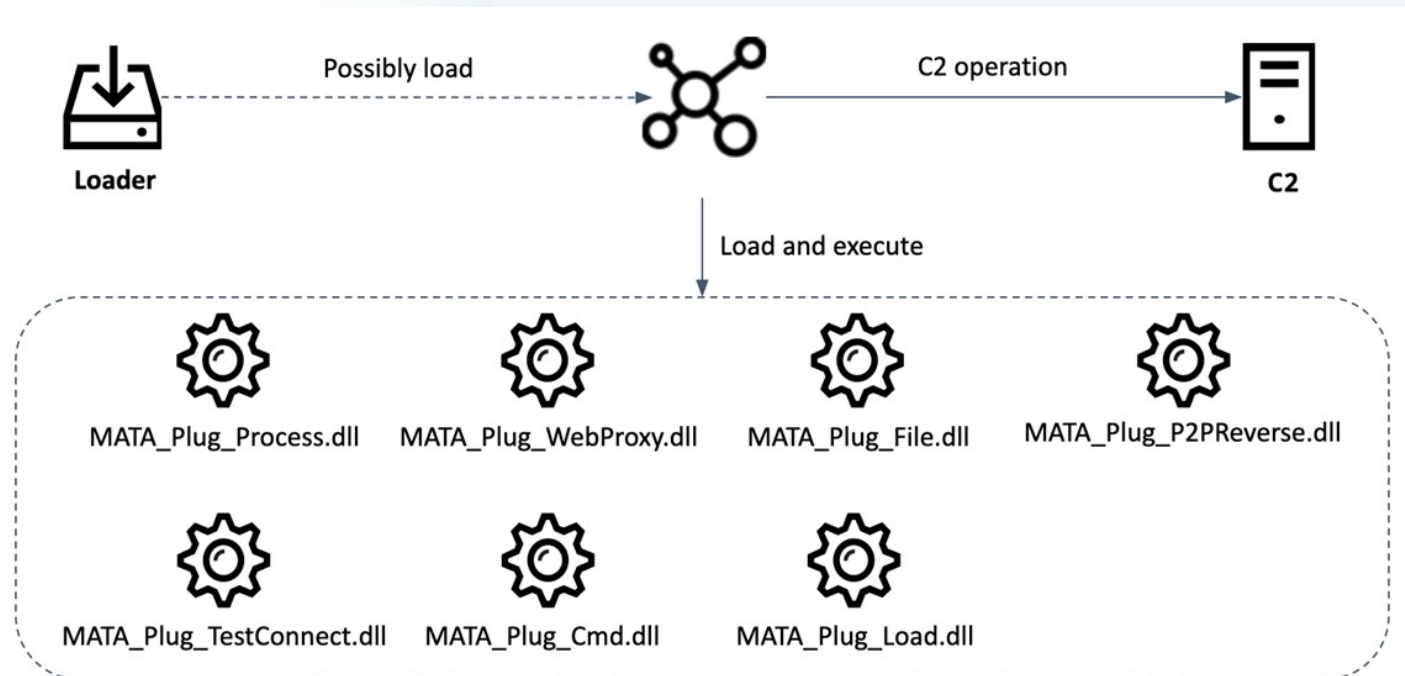 Possibly load
C2 operation
Loader
C2
Load and execute
MATA_Plug_Process.dll
MATA_Plug_WebProxy.dll
MATA_Plug_File.dll
MATA_Plug_P2PReverse.dll
MATA_Plug_TestConnect.dll
MATA_Plug_Cmd.dll
MATA_Plug_Load.dll